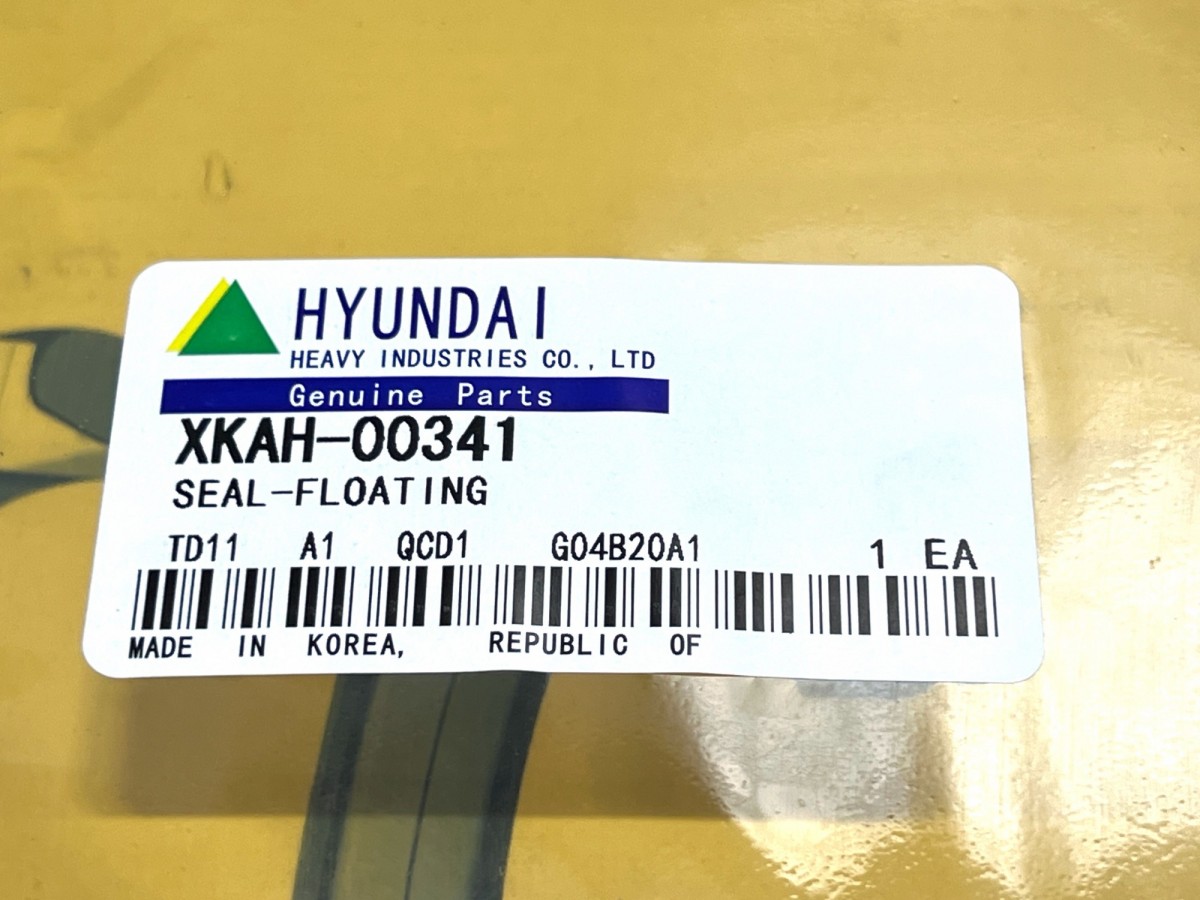 HYUNDAI
HEAVY INDUSTRIES CO., LTD
Genuine Parts
XKAH-00341
SEAL-FLOATING
TD11 A1 QCD1 G04B20A1 1 EA
MADE IN KOREA, REPUBLIC OF